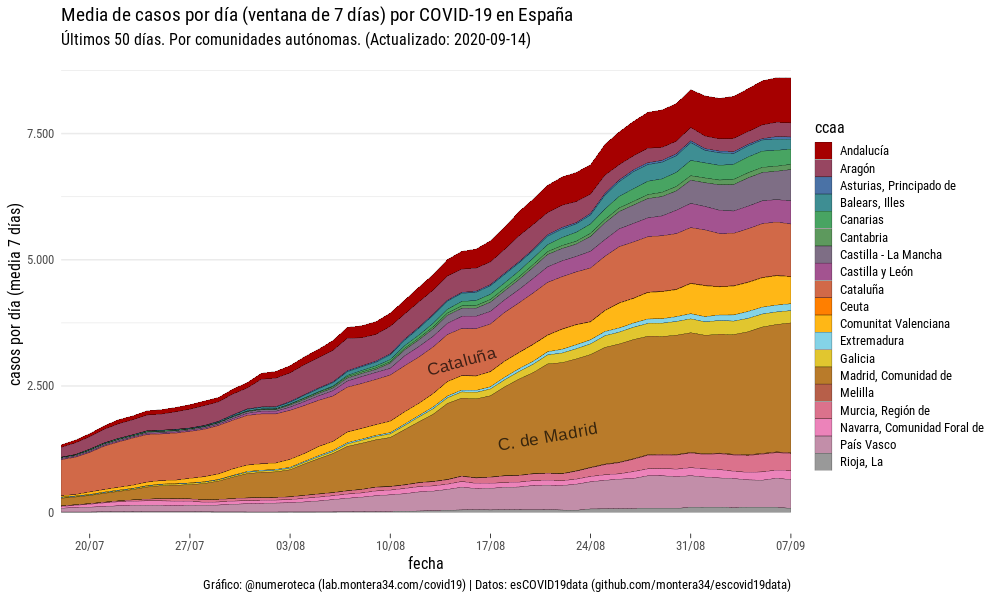 Media de casos por día (ventana de 7 días) por COVID-19 en España
Últimos 50 días. Por comunidades autónomas. (Actualizado: 2020-09-14)
casos por día (media 7 días)
7.500
5.000
2.500
0
Cataluña
C. de Madrid
20/07
27/07
03/08
10/08
17/08
24/08
31/08
07/09
fecha
ccaa
Andalucía
Aragón
Asturias, Principado de
Balears, Illes
Canarias
Cantabria
Castilla - La Mancha
Castilla y León
Cataluña
Ceuta
Comunitat Valenciana
Extremadura
Galicia
Madrid, Comunidad de
Melilla
Murcia, Región de
Navarra, Comunidad Foral de
País Vasco
Rioja, La
Gráfico: @numeroteca (lab.montera34.com/covid19) | Datos: esCOVID19data (github.com/montera34/escovid19data)